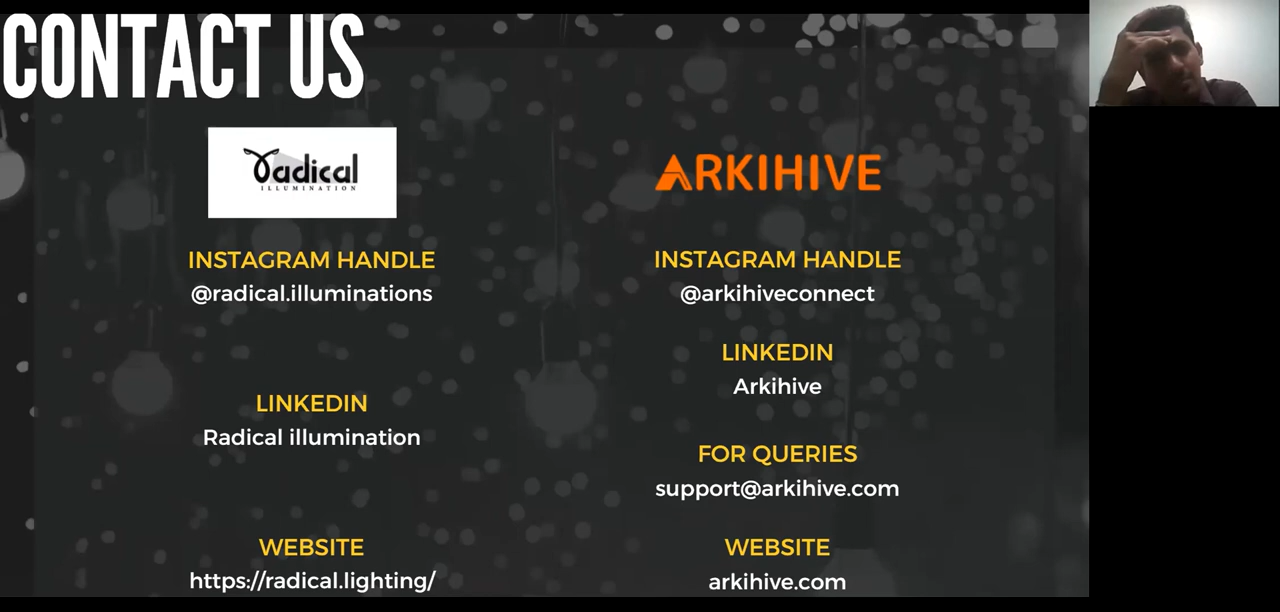 CONTACT US
radical
ILLUMINATION
INSTAGRAM HANDLE
@radical.illuminations
LINKEDIN
Radical illumination
WEBSITE
https://radical.lighting/
ARKIHIVE
INSTAGRAM HANDLE
@arkihiveconnect
LINKEDIN
Arkihive
FOR QUERIES
support@arkihive.com
WEBSITE
arkihive.com